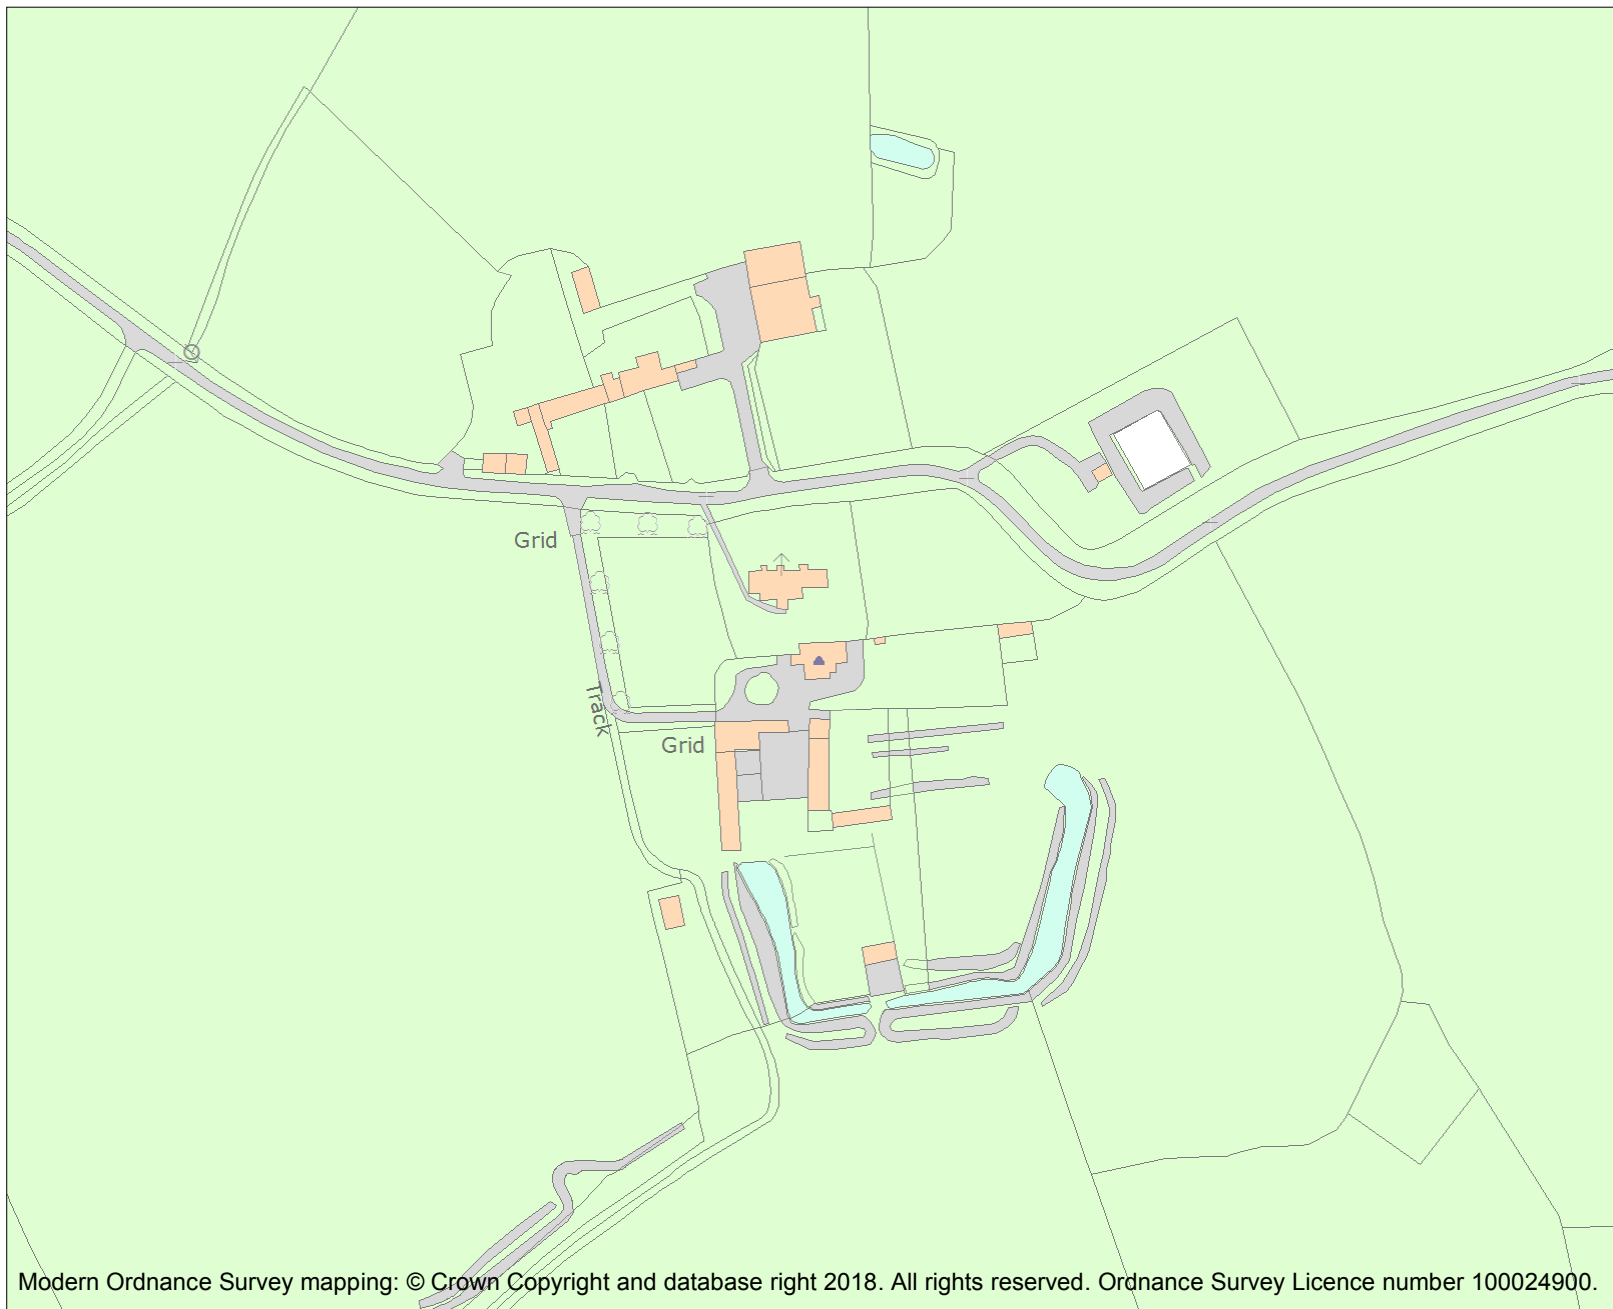 Grid
Track
Grid
Modern Ordnance Survey mapping: © Crown Copyright and database right 2018. All rights reserved. Ordnance Survey Licence number 100024900.